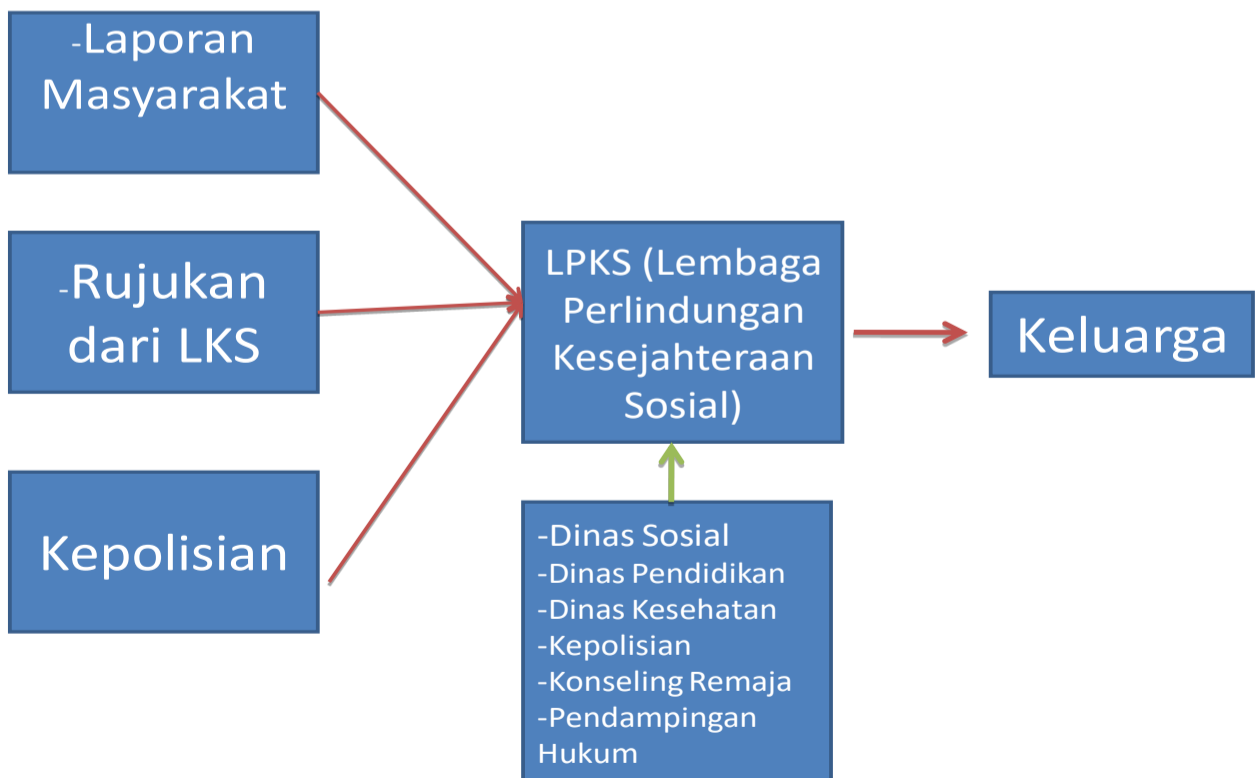 -Laporan
Masyarakat
-Rujukan
dari LKS
Kepolisian
LPKS (Lembaga
Perlindungan
Kesejahteraan
Sosial)
Keluarga
-Dinas Sosial
-Dinas Pendidikan
-Dinas Kesehatan
-Kepolisian
-Konseling Remaja
-Pendampingan
Hukum